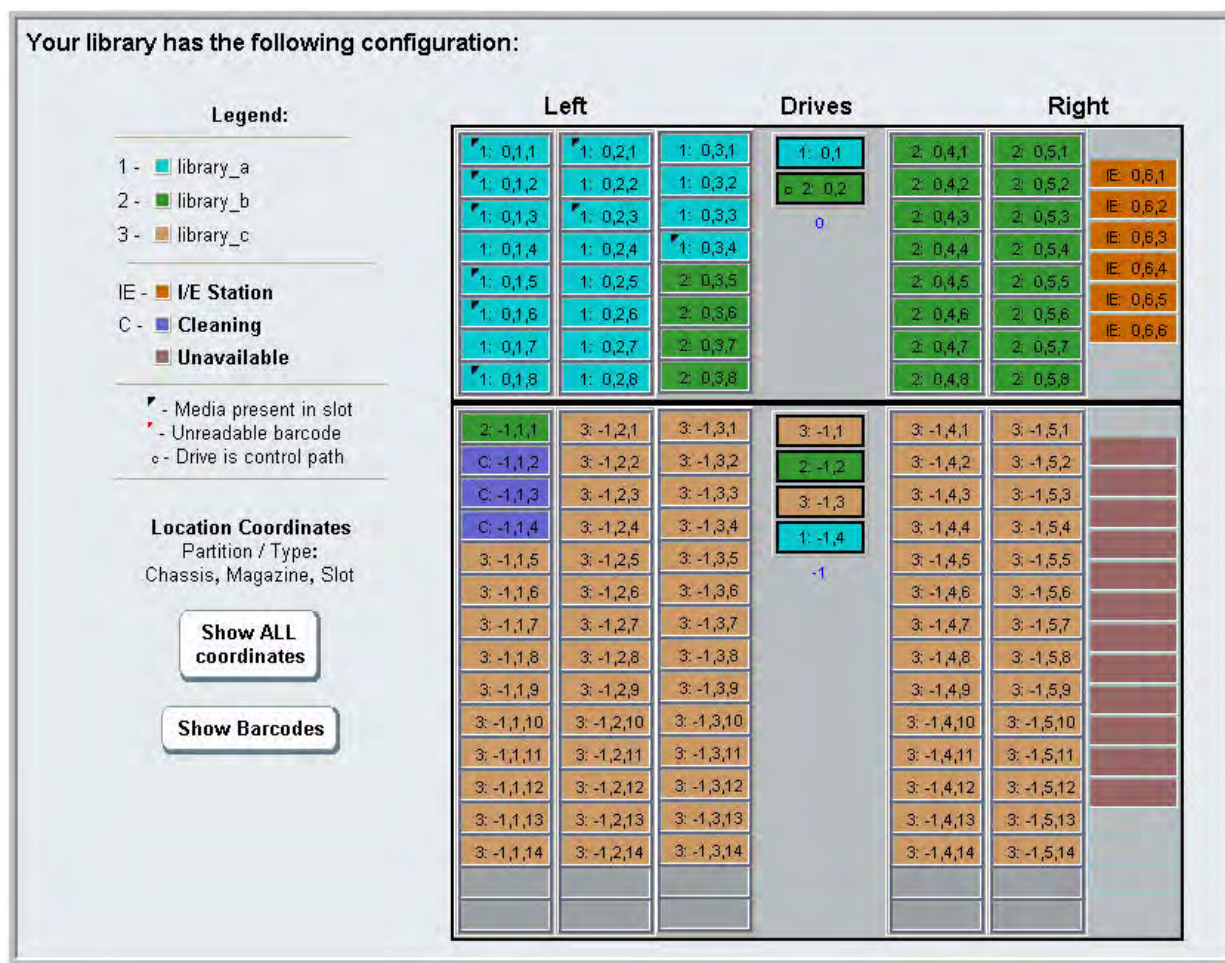 Your library has the following configuration:
Legend:
1 - library_a
2 - library_b
3 - library_c
IE - I/E Station
C - Cleaning
Unavailable
- Media present in slot
- Unreadable barcode
c - Drive is control path
Location Coordinates
Partition / Type:
Chassis, Magazine, Slot
Show ALL
coordinates
Show Barcodes
Left Drives Right
1: 0,1,1 1: 0,2,1 1: 0,3,1 1: 0,1 2: 0,4,1 2: 0,5,1 IE: 0,6,1
1: 0,1,2 1: 0,2,2 1: 0,3,2 c 2: 0,2 2: 0,4,2 2: 0,5,2 IE: 0,6,2
1: 0,1,3 1: 0,2,3 1: 0,3,3 0 2: 0,4,3 2: 0,5,3 IE: 0,6,3
1: 0,1,4 1: 0,2,4 1: 0,3,4 2: 0,4,4 2: 0,5,4 IE: 0,6,4
1: 0,1,5 1: 0,2,5 2: 0,3,5 2: 0,4,5 2: 0,5,5 IE: 0,6,5
1: 0,1,6 1: 0,2,6 2: 0,3,6 2: 0,4,6 2: 0,5,6 IE: 0,6,6
1: 0,1,7 1: 0,2,7 2: 0,3,7 2: 0,4,7 2: 0,5,7
1: 0,1,8 1: 0,2,8 2: 0,3,8 2: 0,4,8 2: 0,5,8
2: -1,1,1 3: -1,2,1 3: -1,3,1 3: -1,1 3: -1,4,1 3: -1,5,1
C: -1,1,2 3: -1,2,2 3: -1,3,2 2: -1,2 3: -1,4,2 3: -1,5,2
C: -1,1,3 3: -1,2,3 3: -1,3,3 3: -1,3 3: -1,4,3 3: -1,5,3
C: -1,1,4 3: -1,2,4 3: -1,3,4 1: -1,4 3: -1,4,4 3: -1,5,4
3: -1,1,5 3: -1,2,5 3: -1,3,5 -1 3: -1,4,5 3: -1,5,5
3: -1,1,6 3: -1,2,6 3: -1,3,6 3: -1,4,6 3: -1,5,6
3: -1,1,7 3: -1,2,7 3: -1,3,7 3: -1,4,7 3: -1,5,7
3: -1,1,8 3: -1,2,8 3: -1,3,8 3: -1,4,8 3: -1,5,8
3: -1,1,9 3: -1,2,9 3: -1,3,9 3: -1,4,9 3: -1,5,9
3: -1,1,10 3: -1,2,10 3: -1,3,10 3: -1,4,10 3: -1,5,10
3: -1,1,11 3: -1,2,11 3: -1,3,11 3: -1,4,11 3: -1,5,11
3: -1,1,12 3: -1,2,12 3: -1,3,12 3: -1,4,12 3: -1,5,12
3: -1,1,13 3: -1,2,13 3: -1,3,13 3: -1,4,13 3: -1,5,13
3: -1,1,14 3: -1,2,14 3: -1,3,14 3: -1,4,14 3: -1,5,14